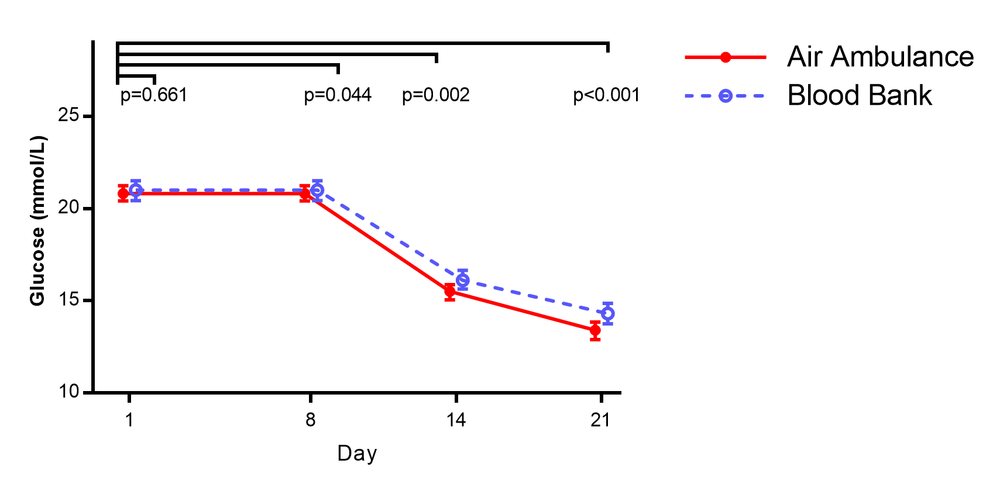 Air Ambulance
Blood Bank
p=0.661 p=0.044 p=0.002 p<0.001
25
20
15
10
Glucose (mmol/L)
1 8 14 21
Day